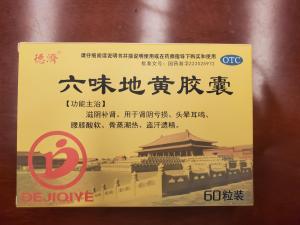 德济
请仔细阅读说明书并按说明使用或在药师指导下购买和使用
OTC
六味地黄胶囊
【功能主治】
滋阴补肾。用于肾阴亏损，头晕耳鸣，
腰膝酸软，骨蒸潮热，盗汗遗精。
DEJIQIYE
60粒装